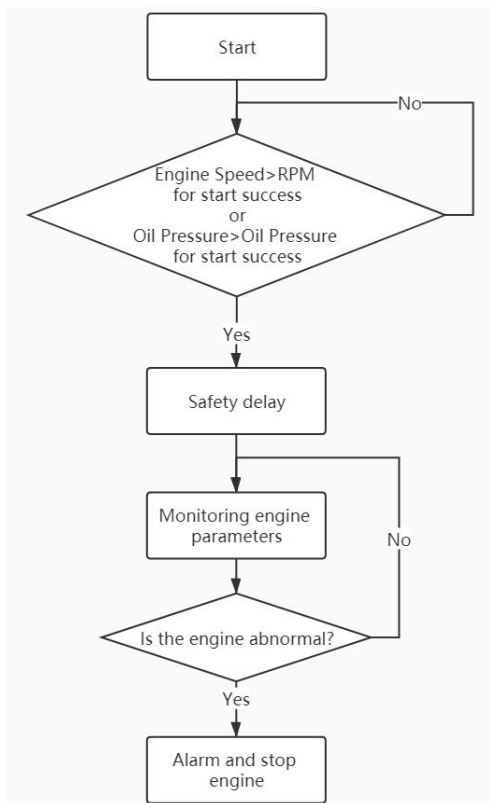 Start
No
Engine Speed>RPM
for start success
or
Oil Pressure>Oil Pressure
for start success
Yes
Safety delay
Monitoring engine
parameters
No
Is the engine abnormal?
Yes
Alarm and stop
engine